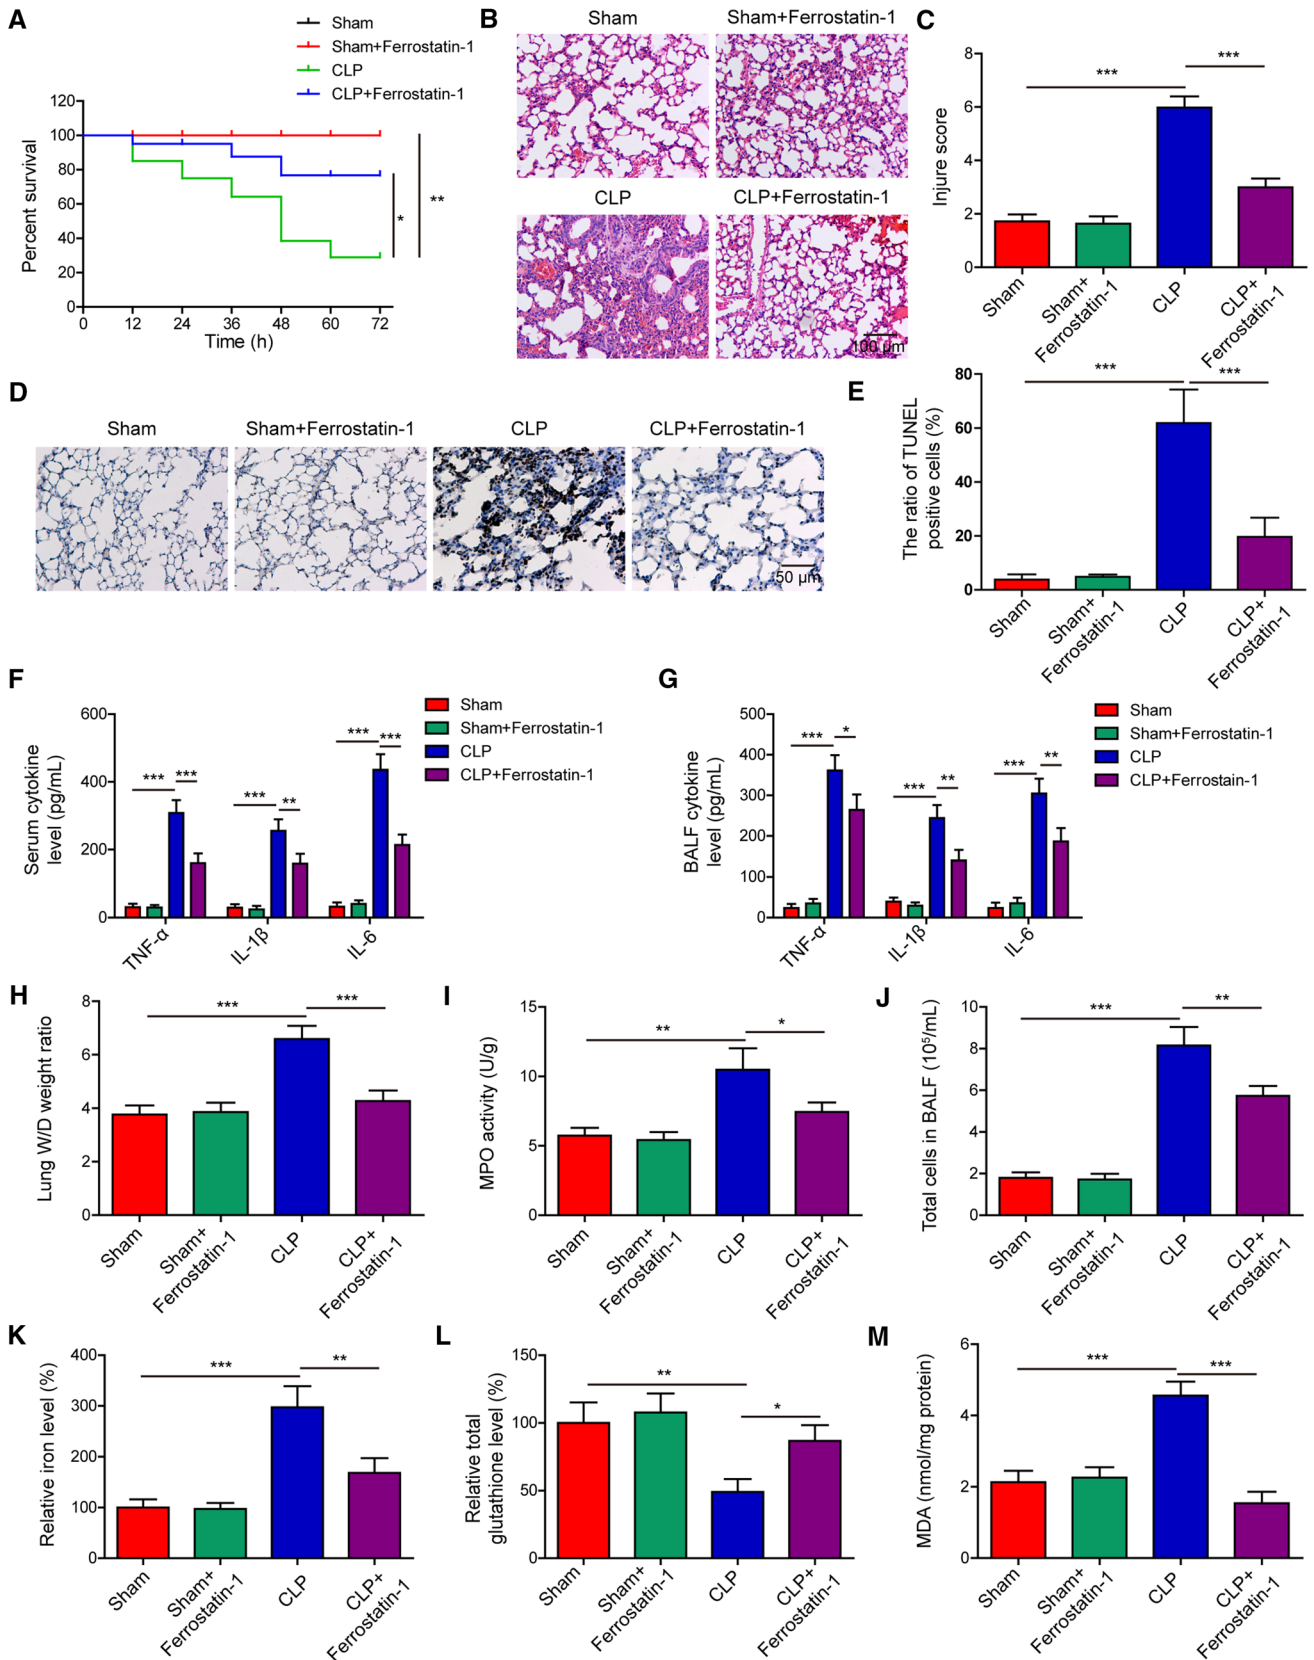 A
Sham
Sham+Ferrostatin-1
CLP
CLP+Ferrostatin-1
Percent survival
120
100
80
60
40
20
0
0 12 24 36 48 60 72
Time (h)
*
**
B
Sham
Sham+Ferrostatin-1
CLP
CLP+Ferrostatin-1
100 µm
C
Injure score
8
6
4
2
0
***
***
Sham
Sham+
Ferrostatin-1
CLP
CLP+
Ferrostatin-1
D
Sham
Sham+Ferrostatin-1
CLP
CLP+Ferrostatin-1
50 µm
E
The ratio of TUNEL
positive cells (%)
80
60
40
20
0
***
***
Sham
Sham+
Ferrostatin-1
CLP
CLP+
Ferrostatin-1
F
Serum cytokine
level (pg/mL)
600
400
200
0
*** ***
*** **
*** ***
TNF-α
IL-1β
IL-6
Sham
Sham+Ferrostatin-1
CLP
CLP+Ferrostatin-1
G
BALF cytokine
level (pg/mL)
500
400
300
200
100
0
*** *
*** **
*** **
TNF-α
IL-1β
IL-6
Sham
Sham+Ferrostatin-1
CLP
CLP+Ferrostain-1
H
Lung W/D weight ratio
8
6
4
2
0
***
***
Sham
Sham+
Ferrostatin-1
CLP
CLP+
Ferrostatin-1
I
MPO activity (U/g)
15
10
5
0
**
*
Sham
Sham+
Ferrostatin-1
CLP
CLP+
Ferrostatin-1
J
Total cells in BALF (10⁵/mL)
10
8
6
4
2
0
***
**
Sham
Sham+
Ferrostatin-1
CLP
CLP+
Ferrostatin-1
K
Relative iron level (%)
400
300
200
100
0
***
**
Sham
Sham+
Ferrostatin-1
CLP
CLP+
Ferrostatin-1
L
Relative total
glutathione level (%)
150
100
50
0
**
*
Sham
Sham+
Ferrostatin-1
CLP
CLP+
Ferrostatin-1
M
MDA (nmol/mg protein)
6
4
2
0
***
***
Sham
Sham+
Ferrostatin-1
CLP
CLP+
Ferrostatin-1